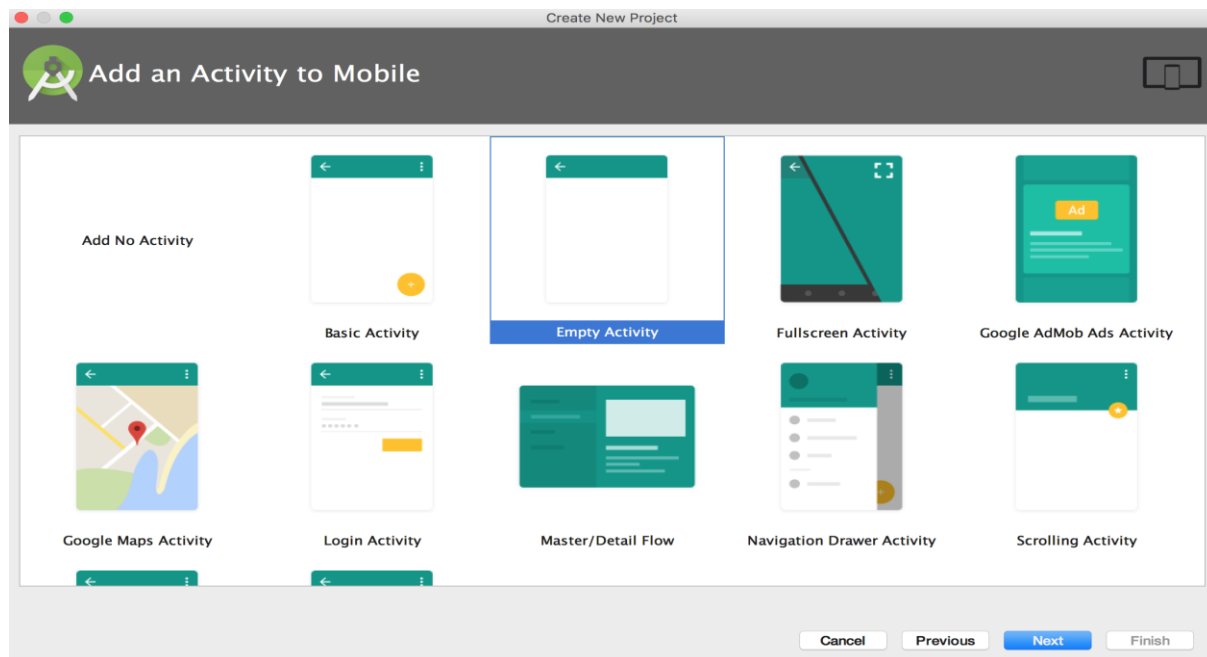 Create New Project
Add an Activity to Mobile
Add No Activity
Basic Activity
Empty Activity
Fullscreen Activity
Ad
Google AdMob Ads Activity
Google Maps Activity
Login Activity
Master/Detail Flow
Navigation Drawer Activity
Scrolling Activity
Cancel
Previous
Next
Finish